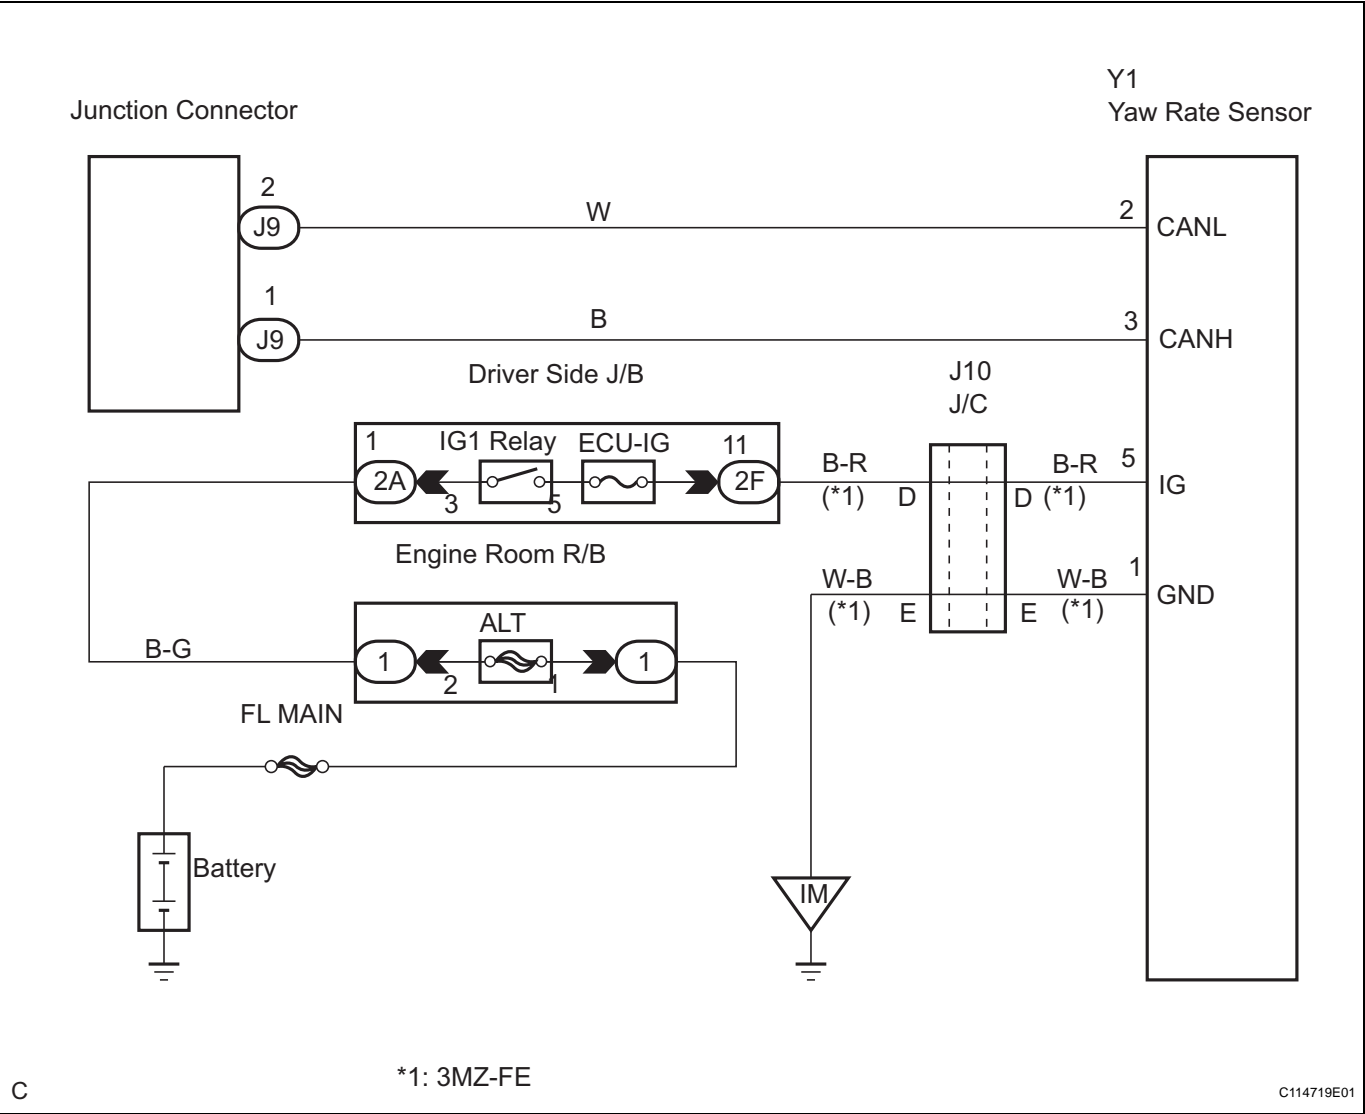 Y1
Junction Connector
Yaw Rate Sensor
2
J9
W
2
CANL
1
J9
B
3
CANH
Driver Side J/B
J10
J/C
1
IG1 Relay
ECU-IG
11
2A
3
5
2F
B-R
(*1)
D
D
B-R
(*1)
5
IG
Engine Room R/B
W-B
(*1)
E
E
W-B
(*1)
1
GND
ALT
B-G
1
2
1
1
FL MAIN
Battery
IM
*1: 3MZ-FE
C
C114719E01